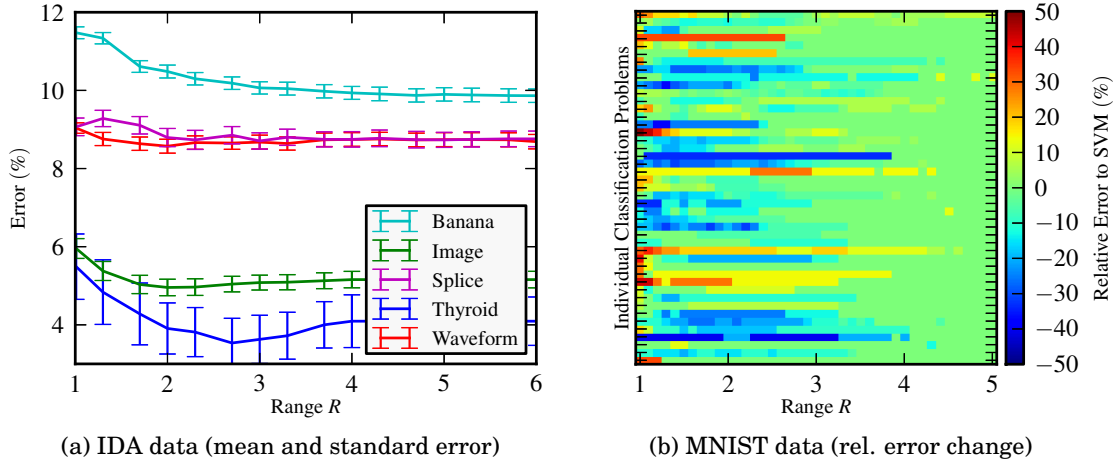 12
10
8
6
4
Error (%)
Banana
Image
Splice
Thyroid
Waveform
1 2 3 4 5 6
Range R
(a) IDA data (mean and standard error)
Individual Classification Problems
1 2 3 4 5
Range R
50
40
30
20
10
0
−10
−20
−30
−40
−50
Relative Error to SVM (%)
(b) MNIST data (rel. error change)